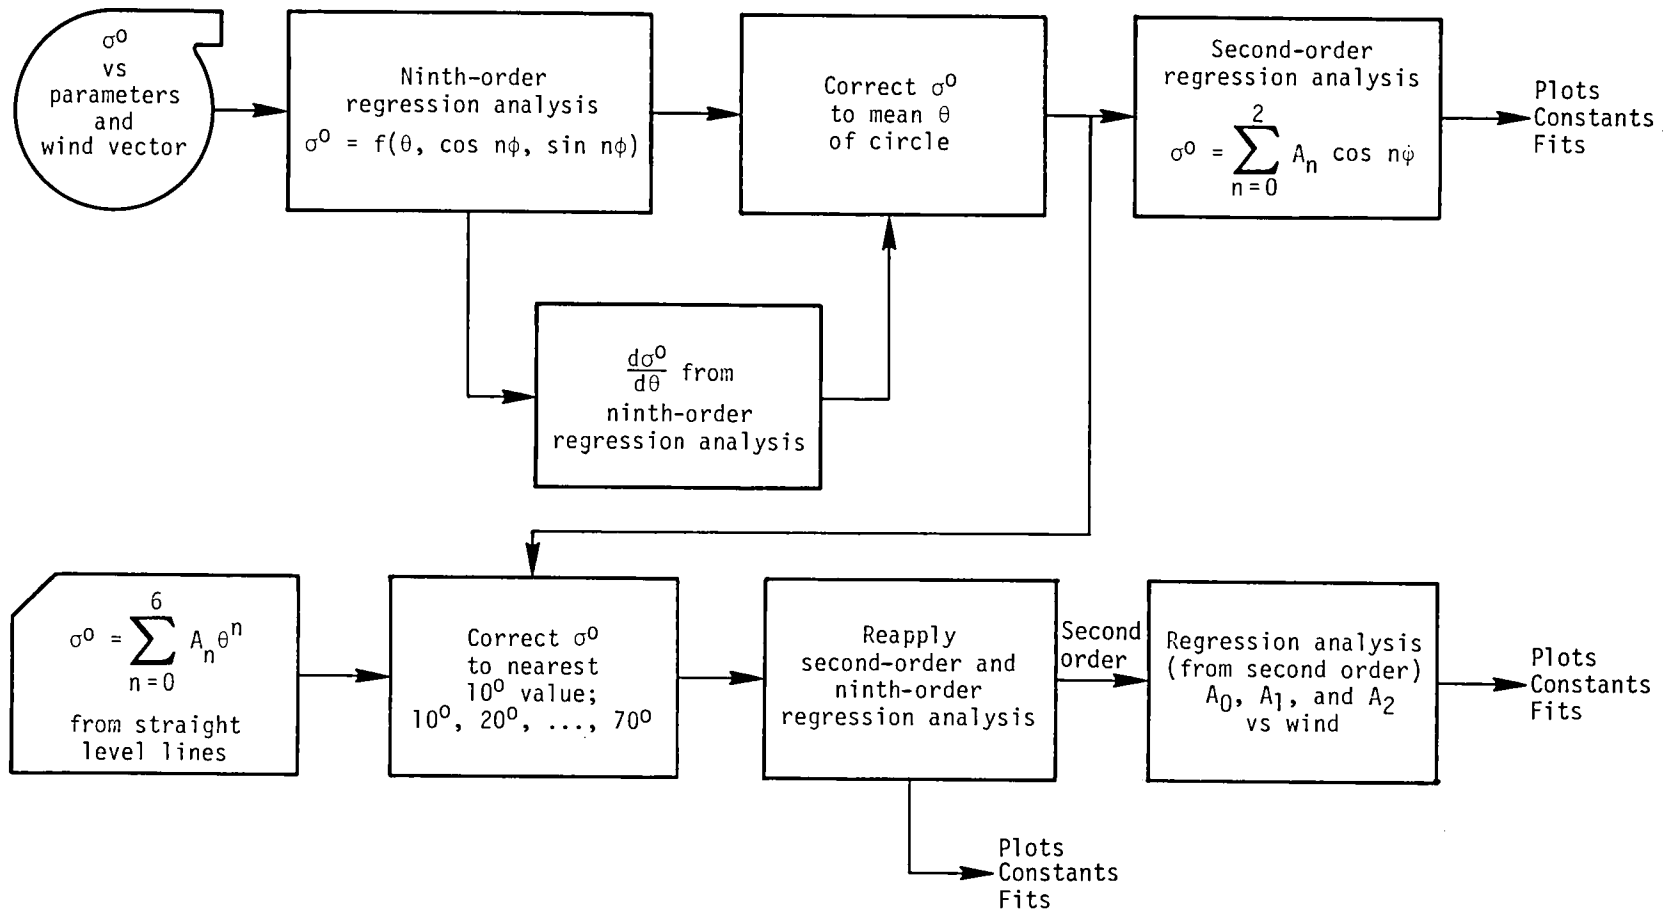 σ⁰
vs
parameters
and
wind vector
Ninth-order
regression analysis
σ⁰ = f(θ, cos nϕ, sin nϕ)
Correct σ⁰
to mean θ
of circle
Second-order
regression analysis
2
σ⁰ = ∑ Aₙ cos nψ
n=0
Plots
Constants
Fits
dσ⁰
dθ from
ninth-order
regression analysis
6
σ⁰ = ∑ Aₙθⁿ
n=0
from straight
level lines
Correct σ⁰
to nearest
10⁰ value;
10⁰, 20⁰, ..., 70⁰
Reapply
second-order and
ninth-order
regression analysis
Second
order
Regression analysis
(from second order)
A₀, A₁, and A₂
vs wind
Plots
Constants
Fits
Plots
Constants
Fits